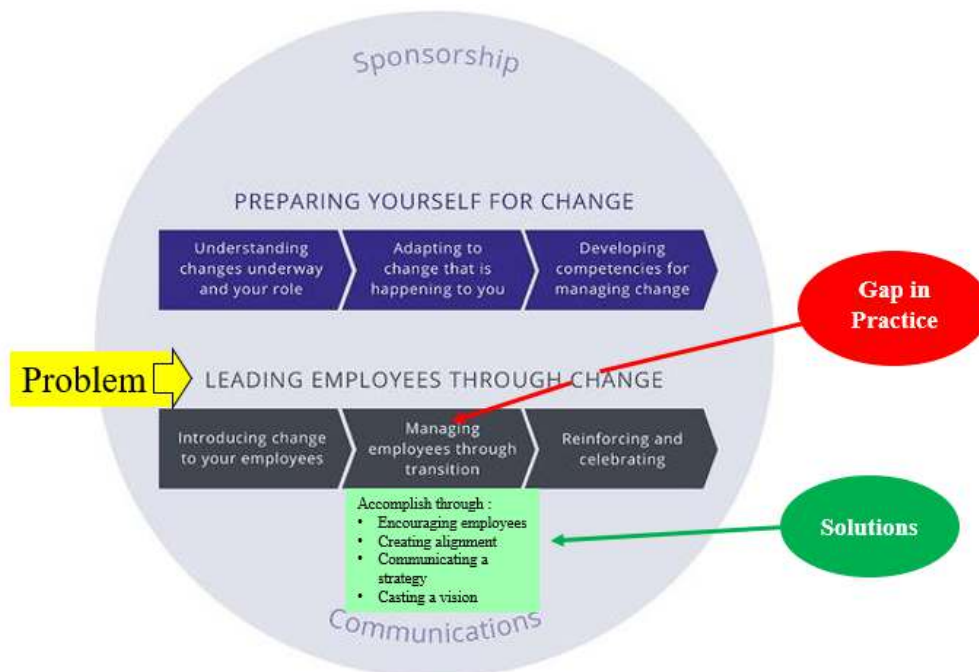 Sponsorship
PREPARING YOURSELF FOR CHANGE
Understanding
changes underway
and your role
Adapting to
change that is
happening to you
Developing
competencies for
managing change
Gap in
Practice
Problem
LEADING EMPLOYEES THROUGH CHANGE
Introducing change
to your employees
Managing
employees through
transition
Reinforcing and
celebrating
Accomplish through :
• Encouraging employees
• Creating alignment
• Communicating a
strategy
• Casting a vision
Solutions
Communications